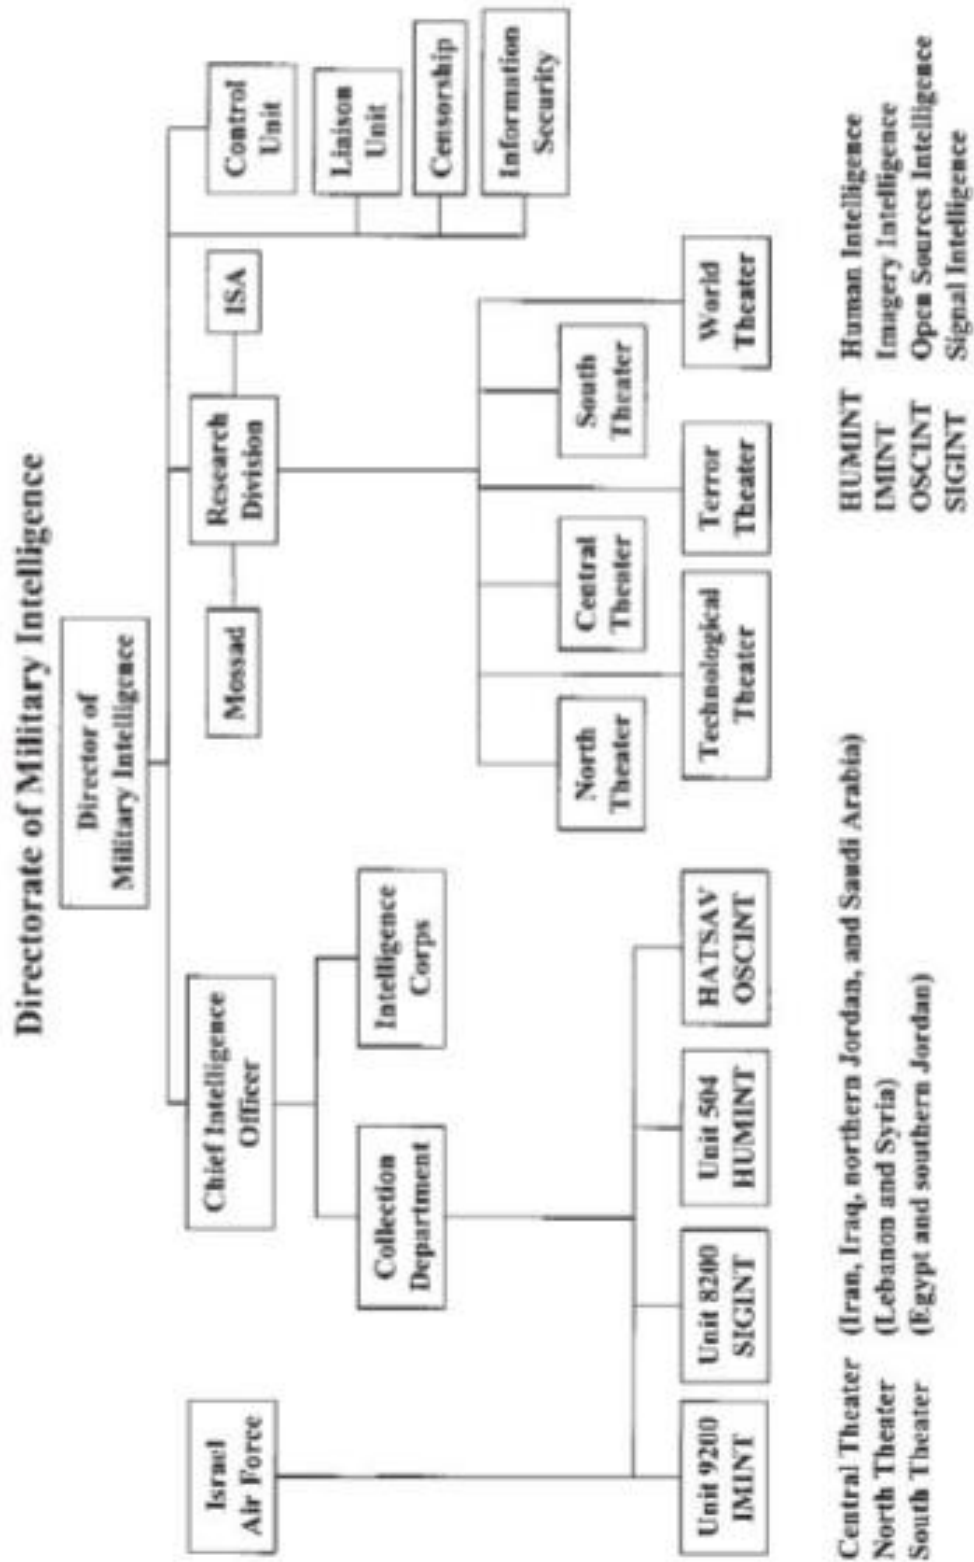 Directorate of Military Intelligence
Director of
Military Intelligence
Israel
Air Force
Chief Intelligence
Officer
Mossad
Research
Division
ISA
Control
Unit
Liaison
Unit
Censorship
Information
Security
Collection
Department
Intelligence
Corps
North
Theater
Central
Theater
South
Theater
Unit 9200
IMINT
Unit 8200
SIGINT
Unit 504
HUMINT
HATSAV
OSCINT
Technological
Theater
Terror
Theater
World
Theater
Central Theater (Iran, Iraq, northern Jordan, and Saudi Arabia)
North Theater (Lebanon and Syria)
South Theater (Egypt and southern Jordan)
HUMINT Human Intelligence
IMINT Imagery Intelligence
OSCINT Open Sources Intelligence
SIGINT Signal Intelligence